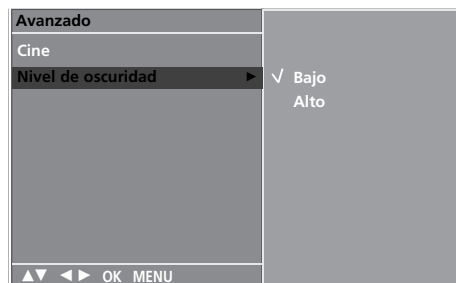 Avanzado
Cine
Nivel de oscuridad ►
√ Bajo
Alto
▲▼ ◄► OK MENU